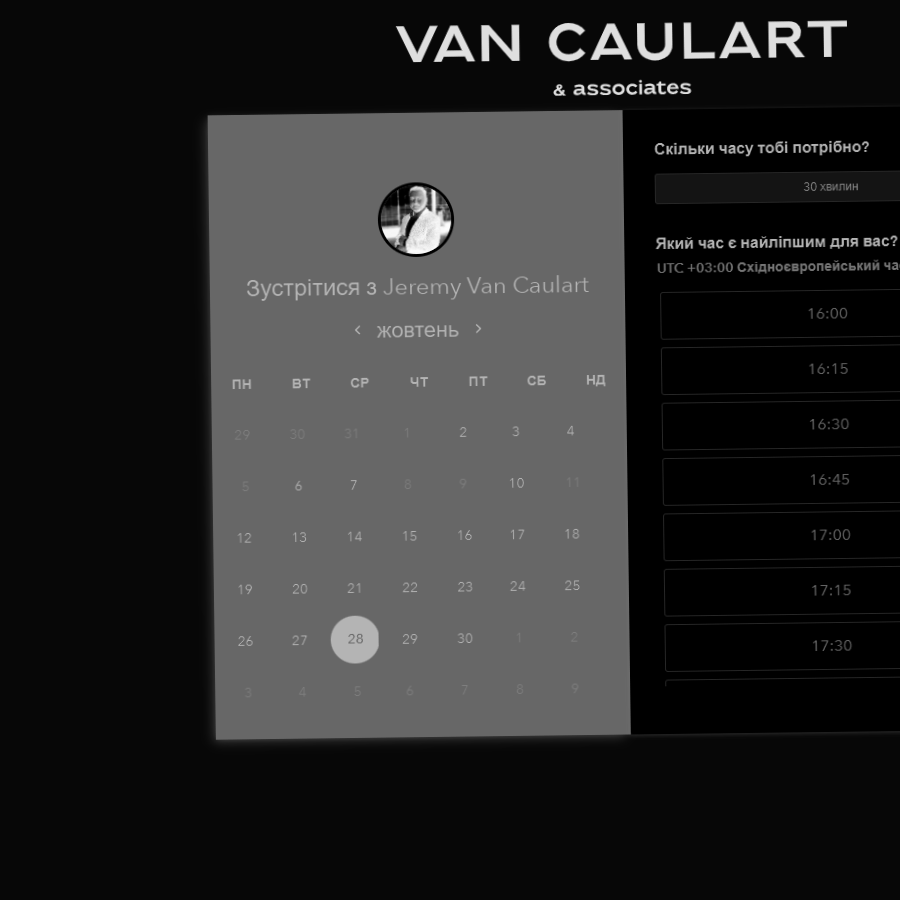 VAN CAULART
& associates
Зустрітися з Jeremy Van Caulart
‹ жовтень ›
ПН ВТ СР ЧТ ПТ СБ НД
29 30 31 1 2 3 4
5 6 7 8 9 10 11
12 13 14 15 16 17 18
19 20 21 22 23 24 25
26 27 28 29 30 1 2
3 4 5 6 7 8 9
Скільки часу тобі потрібно?
30 хвилин
Який час є найліпшим для вас?
UTC +03:00 Східноєвропейський ча
16:00
16:15
16:30
16:45
17:00
17:15
17:30